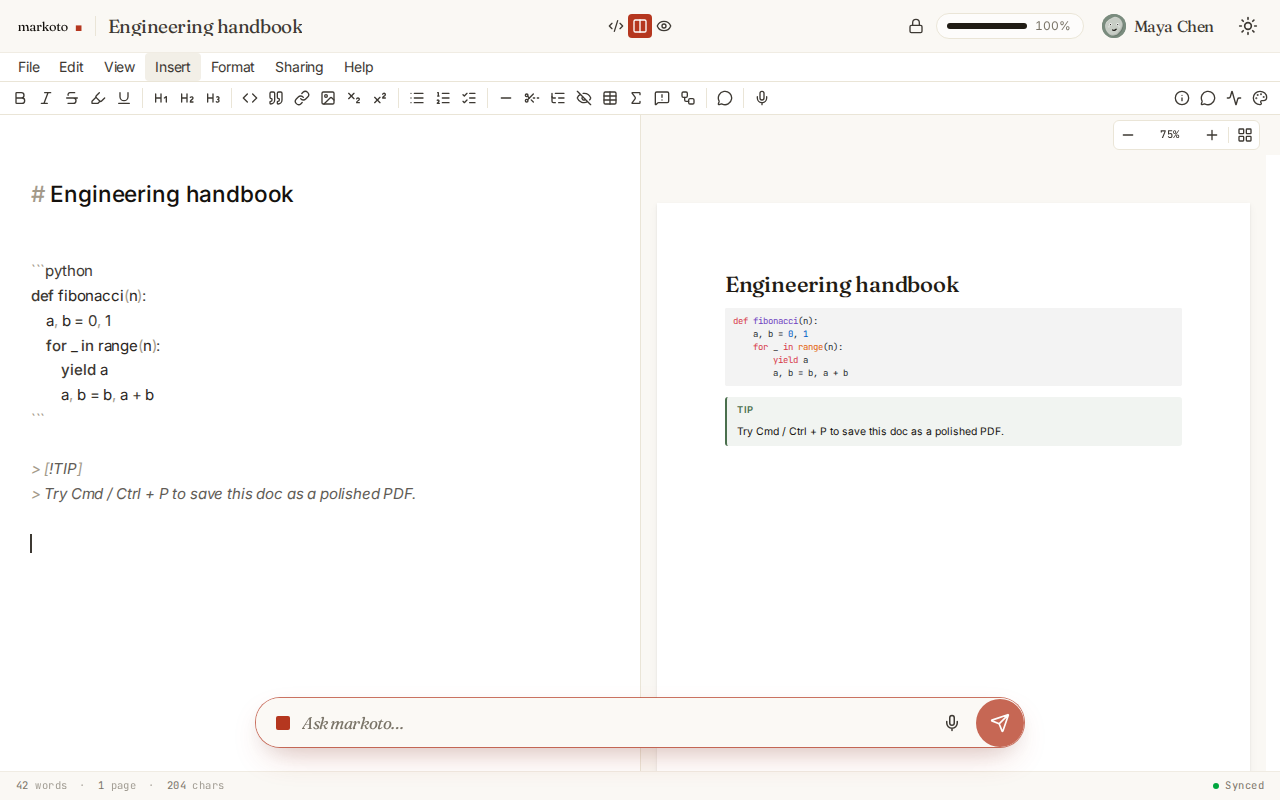 markoto
Engineering handbook
100%
Maya Chen
File Edit View Insert Format Sharing Help
H1 H2 H3
75%
# Engineering handbook
```python
def fibonacci(n):
    a, b = 0, 1
    for _ in range(n):
        yield a
        a, b = b, a + b
```
> [!TIP]
> Try Cmd / Ctrl + P to save this doc as a polished PDF.
Engineering handbook
def fibonacci(n):
    a, b = 0, 1
    for _ in range(n):
        yield a
        a, b = b, a + b
TIP
Try Cmd / Ctrl + P to save this doc as a polished PDF.
Ask markoto...
42 words · 1 page · 204 chars
Synced